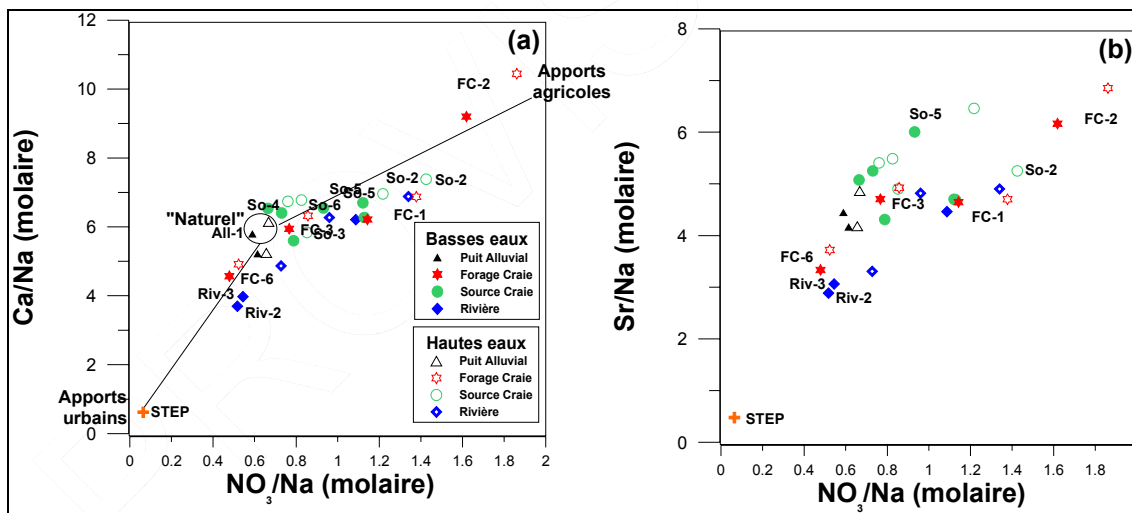 (a)
12
10
8
6
4
2
0
Ca/Na (molaire)
0
0.2
0.4
0.6
0.8
1
1.2
1.4
1.6
1.8
2
NO3/Na (molaire)
FC-2
Apports
agricoles
So-2
So-2
So-5
So-5
So-4
So-6
"Naturel"
All-1
FC-1
FC-3
So-3
FC-6
Riv-3
Riv-2
Apports
urbains
STEP
Basses eaux
Puit Alluvial
Forage Craie
Source Craie
Rivière
Hautes eaux
Puit Alluvial
Forage Craie
Source Craie
Rivière
(b)
8
6
4
2
0
Sr/Na (molaire)
0
0.2
0.4
0.6
0.8
1
1.2
1.4
1.6
1.8
NO3/Na (molaire)
So-5
FC-2
So-2
FC-3
FC-1
FC-6
Riv-3
Riv-2
STEP